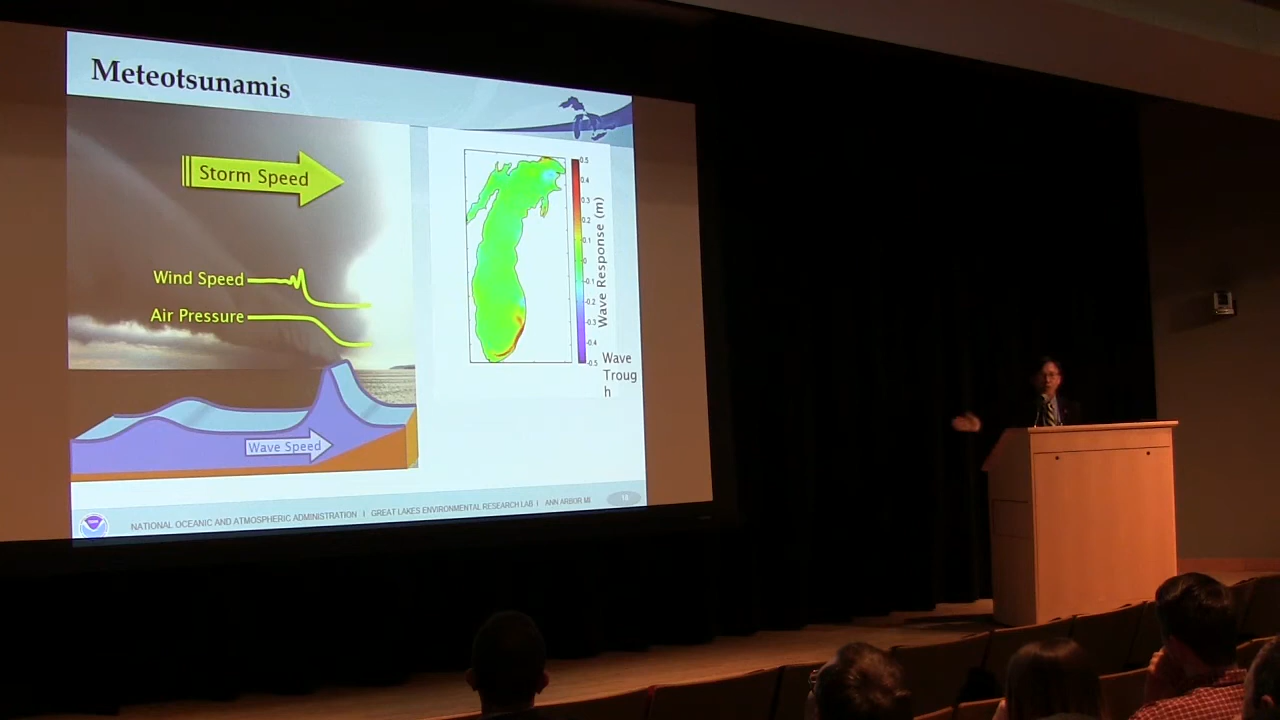 Meteotsunamis
Storm Speed
Wind Speed
Air Pressure
Wave Speed
0.5
0.4
0.3
0.2
0.1
0
-0.1
-0.2
-0.3
-0.4
-0.5
Wave Response (m)
Wave
Troug
h
NATIONAL OCEANIC AND ATMOSPHERIC ADMINISTRATION | GREAT LAKES ENVIRONMENTAL RESEARCH LAB | ANN ARBOR MI
18